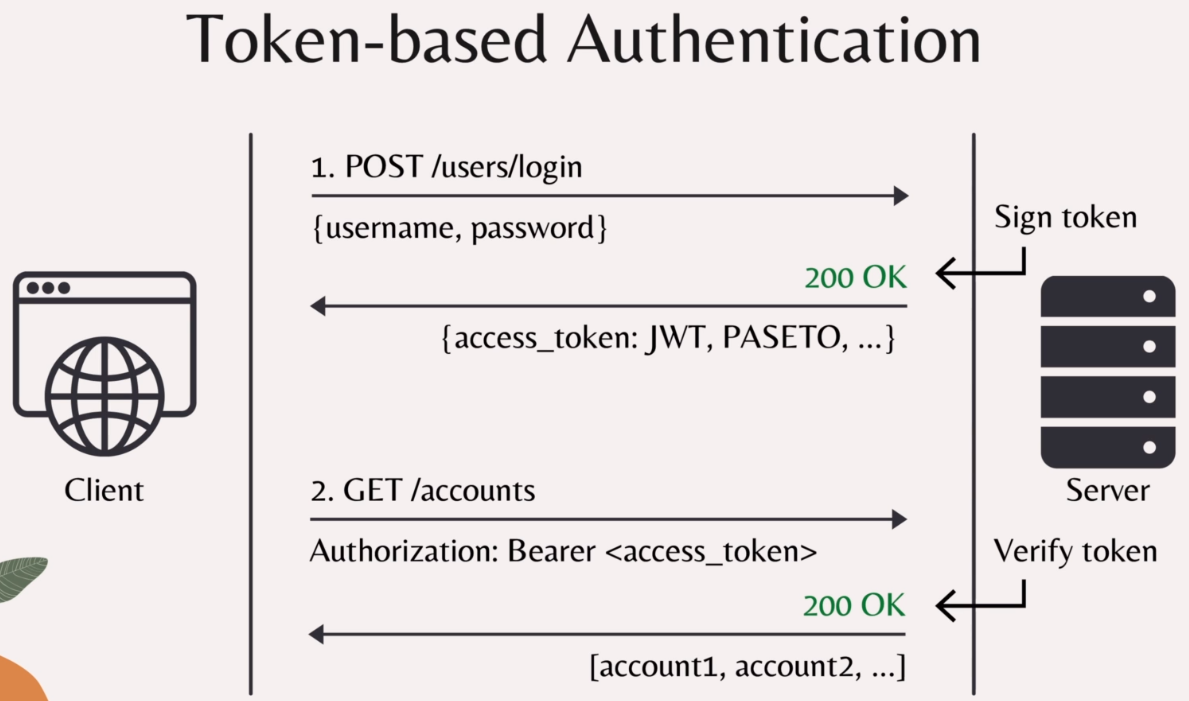 Token-based Authentication
1. POST /users/login
{username, password}
Sign token
200 OK
{access_token: JWT, PASETO, ...}
Client
Server
2. GET /accounts
Authorization: Bearer <access_token>
Verify token
200 OK
[account1, account2, ...]